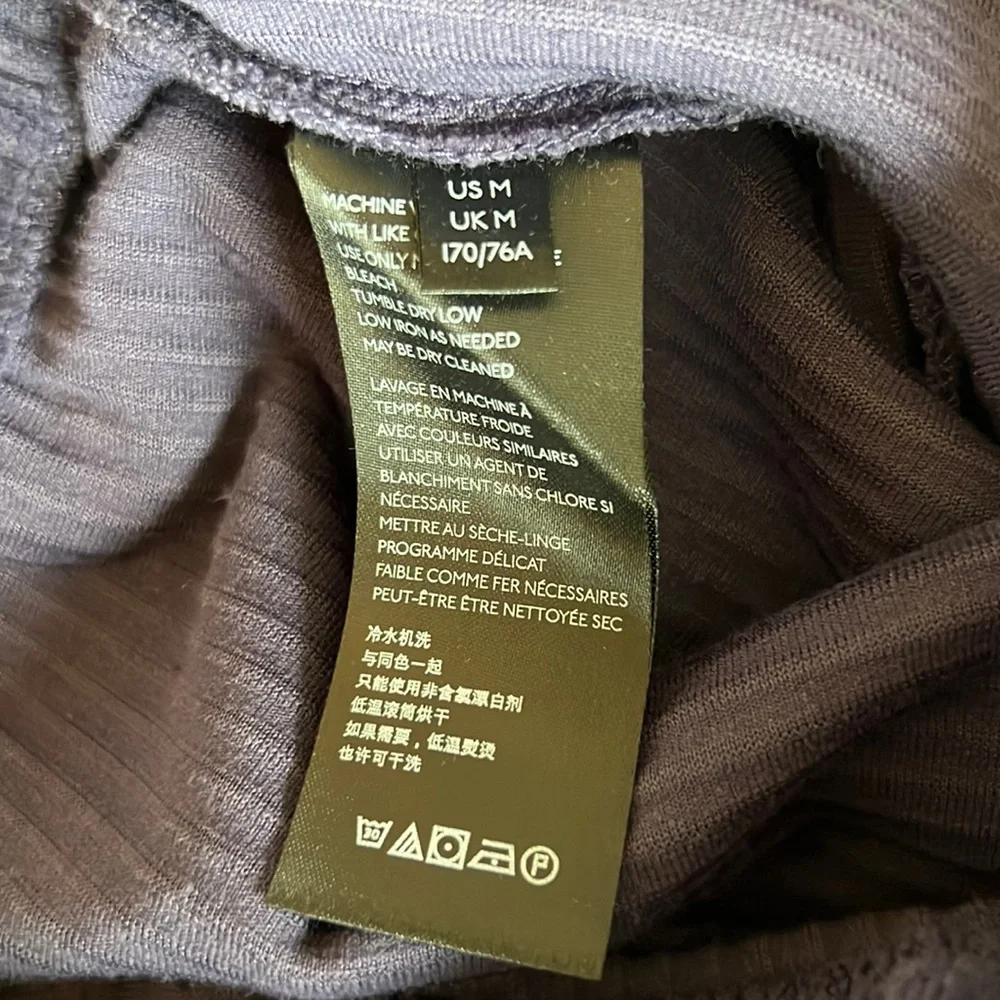 US M
UK M
170/76A
MACHINE
WITH LIKE
USE ONLY
BLEACH
TUMBLE DRY LOW
LOW IRON AS NEEDED
MAY BE DRY CLEANED
LAVAGE EN MACHINE À
TEMPÉRATURE FROIDE
AVEC COULEURS SIMILAIRES
UTILISER UN AGENT DE
BLANCHIMENT SANS CHLORE SI
NÉCESSAIRE
METTRE AU SÈCHE-LINGE
PROGRAMME DÉLICAT
FAIBLE COMME FER NÉCESSAIRES
PEUT-ÊTRE ÊTRE NETTOYÉE SEC
冷水机洗
与同色一起
只能使用非含氯漂白剂
低温滚筒烘干
如果需要，低温熨烫
也许可干洗
30 P